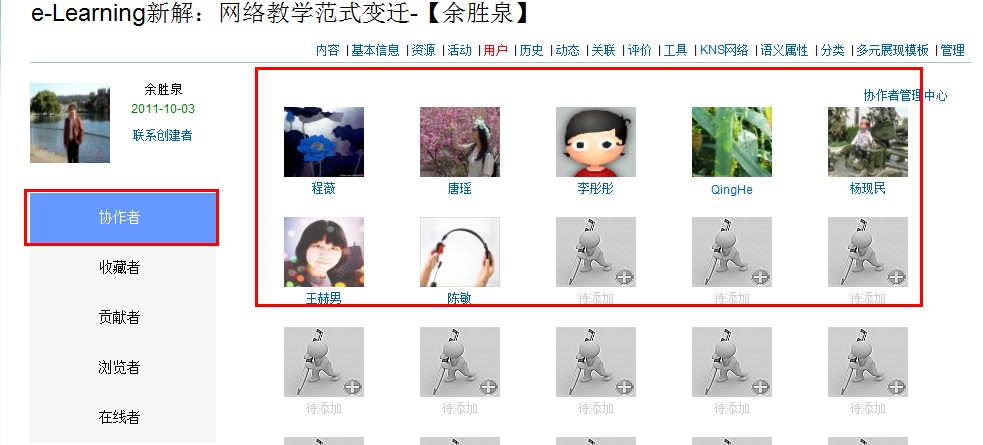 e-Learning新解：网络教学范式变迁-【余胜泉】
内容 | 基本信息 | 资源 | 活动 | 用户 | 历史 | 动态 | 关联 | 评价 | 工具 | KNS网络 | 语义属性 | 分类 | 多元展现模板 | 管理
余胜泉
2011-10-03
联系创建者
协作者管理中心
程薇 唐瑶 李彤彤 QingHe 杨现民
协作者
收藏者
王赫男 陈敏 待添加 待添加 待添加
贡献者
浏览者
待添加 待添加 待添加 待添加 待添加
在线者